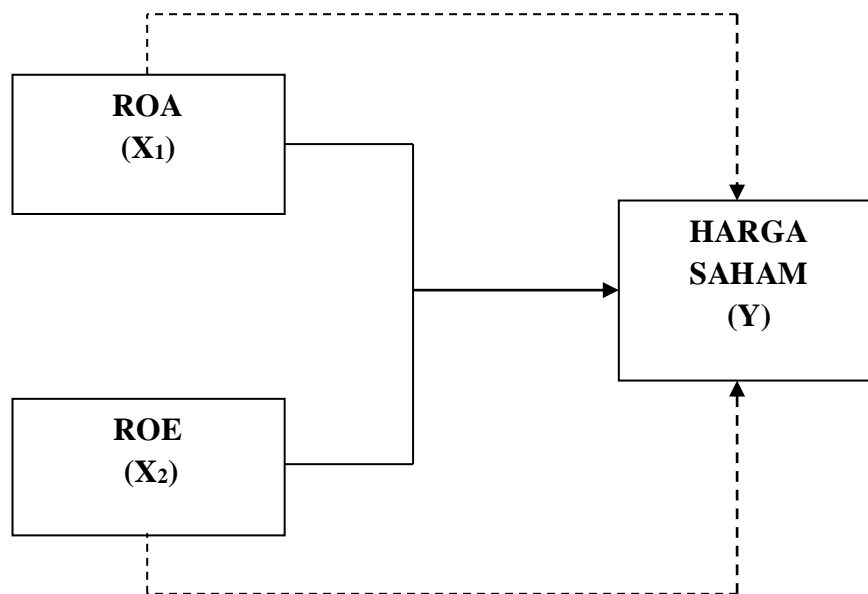 ROA
(X₁)
HARGA
SAHAM
(Y)
ROE
(X₂)